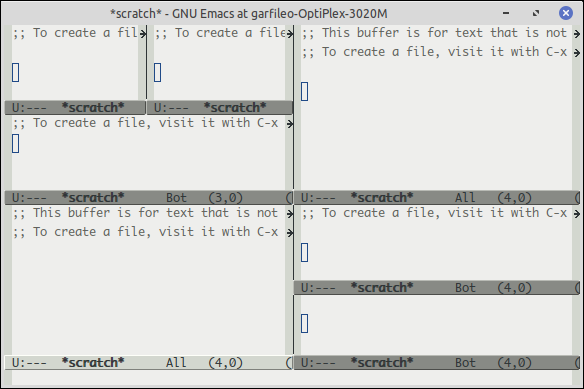 *scratch* - GNU Emacs at garfileo-OptiPlex-3020M
;; To create a fil
U:--- *scratch*
;; To create a file
U:--- *scratch*
;; To create a file, visit it with C-x
U:--- *scratch* Bot (3,0)
;; This buffer is for text that is not
;; To create a file, visit it with C-x
U:--- *scratch* All (4,0) (
;; This buffer is for text that is not
;; To create a file, visit it with C-x
U:--- *scratch* All (4,0) (
;; To create a file, visit it with C-x
U:--- *scratch* Bot (4,0) (
U:--- *scratch* Bot (4,0) (